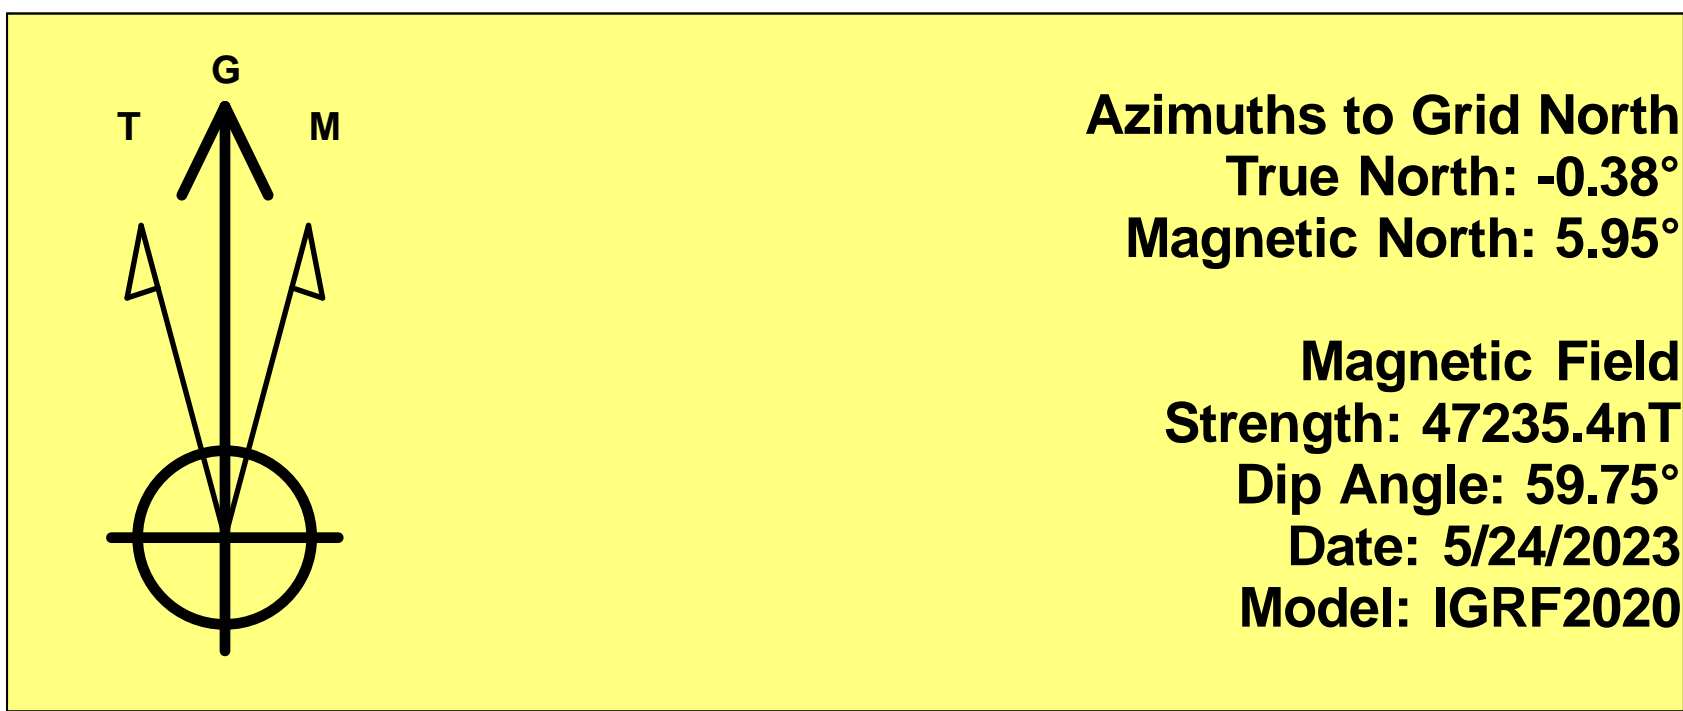 G
T
M
Azimuths to Grid North
True North: -0.38°
Magnetic North: 5.95°
Magnetic Field
Strength: 47235.4nT
Dip Angle: 59.75°
Date: 5/24/2023
Model: IGRF2020